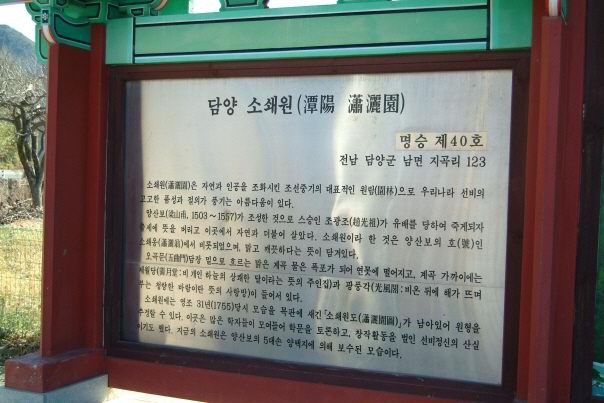 담양 소쇄원(潭陽 瀟灑園)
명승 제40호
전남 담양군 남면 지곡리 123
소쇄원(瀟灑園)은 자연과 인공을 조화시킨 조선중기의 대표적인 원림(園林)으로 우리나라 선비의
고고한 품성과 절의가 풍기는 아름다움이 있다.
양산보(梁山甫, 1503 ~ 1557)가 조성한 것으로 스승인 조광조(趙光祖)가 유배를 당하여 죽게되자
출세에 뜻을 버리고 이곳에서 자연과 더불어 살았다. 소쇄원이라 한 것은 양산보의 호(號)인
소쇄옹(瀟灑翁)에서 비롯되었으며, 맑고 깨끗하다는 뜻이 담겨있다.
오곡문(五曲門)담장 밑으로 흐르는 맑은 계곡 물은 폭포가 되어 연못에 떨어지고, 계곡 가까이에는
제월당(霽月堂:비 개인 하늘의 상쾌한 달이라는 뜻의 주인집)과 광풍각(光風閣:비온 뒤에 해가 뜨며
부는 청량한 바람이란 뜻의 사랑방)이 들어서 있다.
소쇄원에는 영조 31년(1755)당시 모습을 목판에 새긴 「소쇄원도(瀟灑園圖)」가 남아있어 원형을
추정할 수 있다. 이곳은 많은 학자들이 모여들어 학문을 토론하고, 창작활동을 벌인 선비정신의 산실
이기도 했다. 지금의 소쇄원은 양산보의 5대손 양택지에 의해 보수된 모습이다.